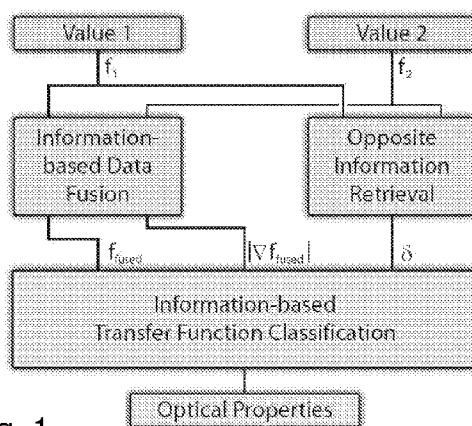 Value 1
Value 2
f₁
f₂
Information-
based Data
Fusion
Opposite
Information
Retrieval
f_fused
|∇f_fused|
δ
Information-based
Transfer Function Classification
Optical Properties